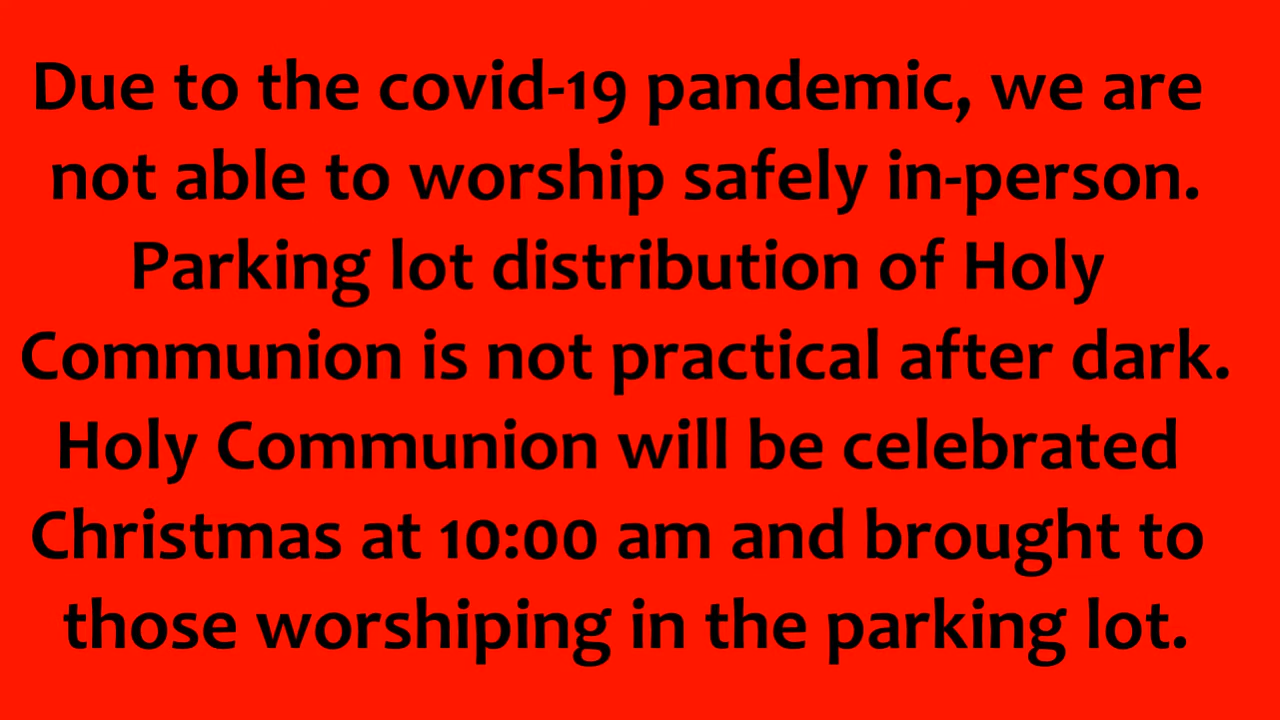 Due to the covid-19 pandemic, we are
not able to worship safely in-person.
Parking lot distribution of Holy
Communion is not practical after dark.
Holy Communion will be celebrated
Christmas at 10:00 am and brought to
those worshiping in the parking lot.